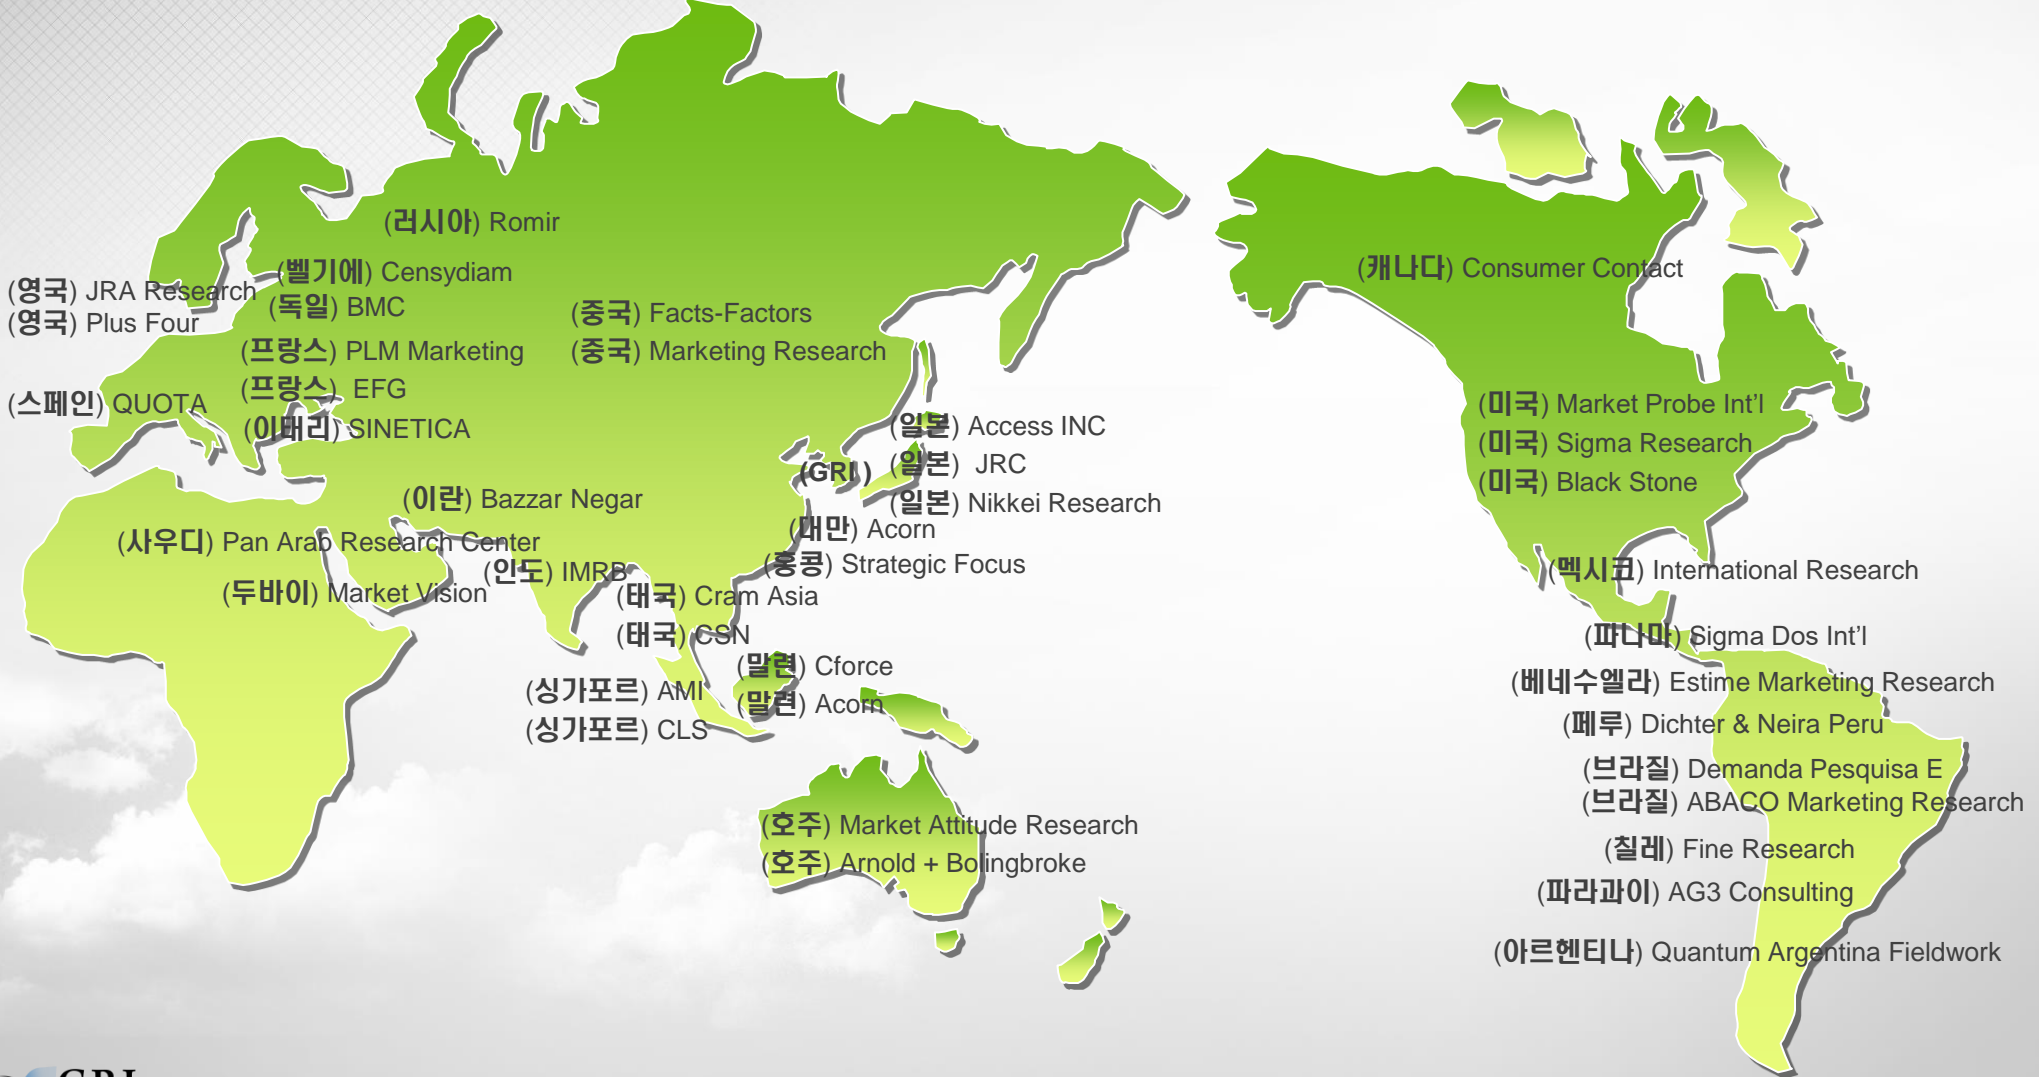 (러시아) Romir
(벨기에) Censydiam
(영국) JRA Research
(영국) Plus Four
(독일) BMC
(프랑스) PLM Marketing
(프랑스) EFG
(스페인) QUOTA
(이태리) SINETICA
(중국) Facts-Factors
(중국) Marketing Research
(일본) Access INC
(GRI )
(일본) JRC
(일본) Nikkei Research
(이란) Bazzar Negar
(대만) Acorn
(사우디) Pan Arab Research Center
(홍콩) Strategic Focus
(인도) IMRB
(두바이) Market Vision
(태국) Cram Asia
(태국) CSN
(말련) Cforce
(싱가포르) AMI
(말련) Acorn
(싱가포르) CLS
(호주) Market Attitude Research
(호주) Arnold + Bolingbroke
(캐나다) Consumer Contact
(미국) Market Probe Int'l
(미국) Sigma Research
(미국) Black Stone
(멕시코) International Research
(파나마) Sigma Dos Int'l
(베네수엘라) Estime Marketing Research
(페루) Dichter & Neira Peru
(브라질) Demanda Pesquisa E
(브라질) ABACO Marketing Research
(칠레) Fine Research
(파라과이) AG3 Consulting
(아르헨티나) Quantum Argentina Fieldwork